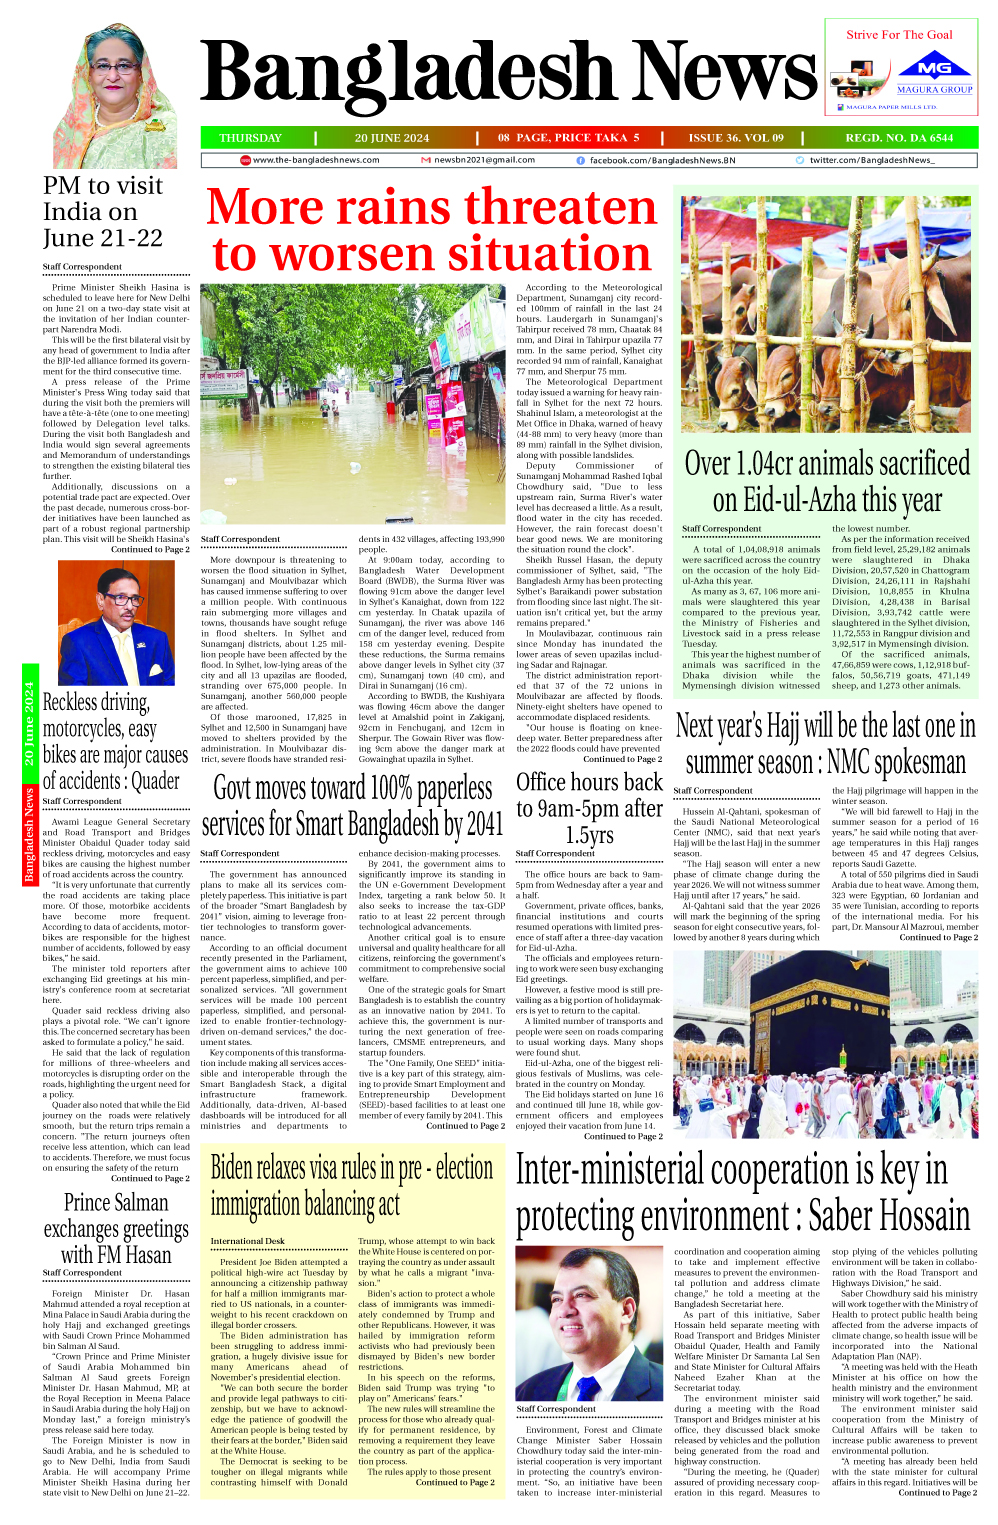 Bangladesh News
Strive For The Goal
MG
MAGURA GROUP
MAGURA PAPER MILLS LTD.
THURSDAY | 20 JUNE 2024 | 08 PAGE, PRICE TAKA 5 | ISSUE 36. VOL 09 | REGD. NO. DA 6544
www.the-bangladeshnews.com newsbn2021@gmail.com facebook.com/BangladeshNews.BN twitter.com/BangladeshNews_
PM to visit
India on
June 21-22
Staff Correspondent
Prime Minister Sheikh Hasina is
scheduled to leave here for New Delhi
on June 21 on a two-day state visit at
the invitation of her Indian counter-
part Narendra Modi.
This will be the first bilateral visit by
any head of government to India after
the BJP-led alliance formed its govern-
ment for the third consecutive time.
A press release of the Prime
Minister's Press Wing today said that
during the visit both the premiers will
have a tête-à-tête (one to one meeting)
followed by Delegation level talks.
During the visit both Bangladesh and
India would sign several agreements
and Memorandum of understandings
to strengthen the existing bilateral ties
further.
Additionally, discussions on a
potential trade pact are expected. Over
the past decade, numerous cross-bor-
der initiatives have been launched as
part of a robust regional partnership
plan. This visit will be Sheikh Hasina's
Continued to Page 2
Reckless driving,
motorcycles, easy
bikes are major causes
of accidents : Quader
Staff Correspondent
Awami League General Secretary
and Road Transport and Bridges
Minister Obaidul Quader today said
reckless driving, motorcycles and easy
bikes are causing the highest number
of road accidents across the country.
"It is very unfortunate that currently
the road accidents are taking place
more. Of those, motorbike accidents
have become more frequent.
According to data of accidents, motor-
bikes are responsible for the highest
number of accidents, followed by easy
bikes," he said.
The minister told reporters after
exchanging Eid greetings at his min-
istry's conference room at secretariat
here.
Quader said reckless driving also
plays a pivotal role. "We can't ignore
this. The concerned secretary has been
asked to formulate a policy," he said.
He said that the lack of regulation
for millions of three-wheelers and
motorcycles is disrupting order on the
roads, highlighting the urgent need for
a policy.
Quader also noted that while the Eid
journey on the roads were relatively
smooth, but the return trips remain a
concern. "The return journeys often
receive less attention, which can lead
to accidents. Therefore, we must focus
on ensuring the safety of the return
Continued to Page 2
20 June 2024
Bangladesh News
Prince Salman
exchanges greetings
with FM Hasan
Staff Correspondent
Foreign Minister Dr. Hasan
Mahmud attended a royal reception at
Mina Palace in Saudi Arabia during the
holy Hajj and exchanged greetings
with Saudi Crown Prince Mohammed
bin Salman Al Saud.
"Crown Prince and Prime Minister
of Saudi Arabia Mohammed bin
Salman Al Saud greets Foreign
Minister Dr. Hasan Mahmud, MP, at
the Royal Reception in Meena Palace
in Saudi Arabia during the holy Hajj on
Monday last," a foreign ministry's
press release said here today.
The Foreign Minister is now in
Saudi Arabia, and he is scheduled to
go to New Delhi, India from Saudi
Arabia. He will accompany Prime
Minister Sheikh Hasina during her
state visit to New Delhi on June 21–22.
More rains threaten
to worsen situation
Staff Correspondent
More downpour is threatening to
worsen the flood situation in Sylhet,
Sunamganj and Moulvibazar which
has caused immense suffering to over
a million people. With continuous
rain submerging more villages and
towns, thousands have sought refuge
in flood shelters. In Sylhet and
Sunamganj districts, about 1.25 mil-
lion people have been affected by the
flood. In Sylhet, low-lying areas of the
city and all 13 upazilas are flooded,
stranding over 675,000 people. In
Sunamganj, another 560,000 people
are affected.
Of those marooned, 17,825 in
Sylhet and 12,500 in Sunamganj have
moved to shelters provided by the
administration. In Moulvibazar dis-
trict, severe floods have stranded resi-
dents in 432 villages, affecting 193,990
people.
At 9:00am today, according to
Bangladesh Water Development
Board (BWDB), the Surma River was
flowing 91cm above the danger level
in Sylhet's Kanaighat, down from 122
cm yesterday. In Chatak upazila of
Sunamganj, the river was above 146
cm of the danger level, reduced from
158 cm yesterday evening. Despite
these reductions, the Surma remains
above danger levels in Sylhet city (37
cm), Sunamganj town (40 cm), and
Dirai in Sunamganj (16 cm).
According to BWDB, the Kushiyara
was flowing 46cm above the danger
level at Amalshid point in Zakiganj,
92cm in Fenchuganj, and 12cm in
Sherpur. The Gowain River was flow-
ing 9cm above the danger mark at
Gowainghat upazila in Sylhet.
According to the Meteorological
Department, Sunamganj city record-
ed 100mm of rainfall in the last 24
hours. Laudergarh in Sunamganj's
Tahirpur received 78 mm, Chaatak 84
mm, and Dirai in Tahirpur upazila 77
mm. In the same period, Sylhet city
recorded 94 mm of rainfall, Kanaighat
77 mm, and Sherpur 75 mm.
The Meteorological Department
today issued a warning for heavy rain-
fall in Sylhet for the next 72 hours.
Shahinul Islam, a meteorologist at the
Met Office in Dhaka, warned of heavy
(44-88 mm) to very heavy (more than
89 mm) rainfall in the Sylhet division,
along with possible landslides.
Deputy Commissioner of
Sunamganj Mohammad Rashed Iqbal
Chowdhury said, "Due to less
upstream rain, Surma River's water
level has decreased a little. As a result,
flood water in the city has receded.
However, the rain forecast doesn't
bear good news. We are monitoring
the situation round the clock".
Sheikh Russel Hasan, the deputy
commissioner of Sylhet, said, "The
Bangladesh Army has been protecting
Sylhet's Baraikandi power substation
from flooding since last night. The sit-
uation isn't critical yet, but the army
remains prepared."
In Moulavibazar, continuous rain
since Monday has inundated the
lower areas of seven upazilas includ-
ing Sadar and Rajnagar.
The district administration report-
ed that 37 of the 72 unions in
Moulvibazar are affected by floods.
Ninety-eight shelters have opened to
accommodate displaced residents.
"Our house is floating on knee-
deep water. Better preparedness after
the 2022 floods could have prevented
Continued to Page 2
Govt moves toward 100% paperless
services for Smart Bangladesh by 2041
Staff Correspondent
The government has announced
plans to make all its services com-
pletely paperless. This initiative is part
of the broader "Smart Bangladesh by
2041" vision, aiming to leverage fron-
tier technologies to transform gover-
nance.
According to an official document
recently presented in the Parliament,
the government aims to achieve 100
percent paperless, simplified, and per-
sonalized services. "All government
services will be made 100 percent
paperless, simplified, and personal-
ized to enable frontier-technology-
driven on-demand services," the doc-
ument states.
Key components of this transforma-
tion include making all services acces-
sible and interoperable through the
Smart Bangladesh Stack, a digital
infrastructure framework.
Additionally, data-driven, AI-based
dashboards will be introduced for all
ministries and departments to
enhance decision-making processes.
By 2041, the government aims to
significantly improve its standing in
the UN e-Government Development
Index, targeting a rank below 50. It
also seeks to increase the tax-GDP
ratio to at least 22 percent through
technological advancements.
Another critical goal is to ensure
universal and quality healthcare for all
citizens, reinforcing the government's
commitment to comprehensive social
welfare.
One of the strategic goals for Smart
Bangladesh is to establish the country
as an innovative nation by 2041. To
achieve this, the government is nur-
turing the next generation of free-
lancers, CMSME entrepreneurs, and
startup founders.
The "One Family, One SEED" initia-
tive is a key part of this strategy, aim-
ing to provide Smart Employment and
Entrepreneurship Development
(SEED)-based facilities to at least one
member of every family by 2041. This
Continued to Page 2
Office hours back
to 9am-5pm after
1.5yrs
Staff Correspondent
The office hours are back to 9am-
5pm from Wednesday after a year and
a half.
Government, private offices, banks,
financial institutions and courts
resumed operations with limited pres-
ence of staff after a three-day vacation
for Eid-ul-Azha.
The officials and employees return-
ing to work were seen busy exchanging
Eid greetings.
However, a festive mood is still pre-
vailing as a big portion of holidaymak-
ers is yet to return to the capital.
A limited number of transports and
people were seen on roads comparing
to usual working days. Many shops
were found shut.
Eid-ul-Azha, one of the biggest reli-
gious festivals of Muslims, was cele-
brated in the country on Monday.
The Eid holidays started on June 16
and continued till June 18, while gov-
ernment officers and employees
enjoyed their vacation from June 14.
Continued to Page 2
Over 1.04cr animals sacrificed
on Eid-ul-Azha this year
Staff Correspondent
A total of 1,04,08,918 animals
were sacrificed across the country
on the occasion of the holy Eid-
ul-Azha this year.
As many as 3, 67, 106 more ani-
mals were slaughtered this year
compared to the previous year,
the Ministry of Fisheries and
Livestock said in a press release
Tuesday.
This year the highest number of
animals was sacrificed in the
Dhaka division while the
Mymensingh division witnessed
the lowest number.
As per the information received
from field level, 25,29,182 animals
were slaughtered in Dhaka
Division, 20,57,520 in Chattogram
Division, 24,26,111 in Rajshahi
Division, 10,8,855 in Khulna
Division, 4,28,438 in Barisal
Division, 3,93,742 cattle were
slaughtered in the Sylhet division,
11,72,553 in Rangpur division and
3,92,517 in Mymensingh division.
Of the sacrificed animals,
47,66,859 were cows, 1,12,918 buf-
falos, 50,56,719 goats, 471,149
sheep, and 1,273 other animals.
Next year's Hajj will be the last one in
summer season : NMC spokesman
Staff Correspondent
Hussein Al-Qahtani, spokesman of
the Saudi National Meteorological
Center (NMC), said that next year's
Hajj will be the last Hajj in the summer
season.
"The Hajj season will enter a new
phase of climate change during the
year 2026. We will not witness summer
Hajj until after 17 years," he said.
Al-Qahtani said that the year 2026
will mark the beginning of the spring
season for eight consecutive years, fol-
lowed by another 8 years during which
the Hajj pilgrimage will happen in the
winter season.
"We will bid farewell to Hajj in the
summer season for a period of 16
years," he said while noting that aver-
age temperatures in this Hajj ranges
between 45 and 47 degrees Celsius,
reports Saudi Gazette.
A total of 550 pilgrims died in Saudi
Arabia due to heat wave. Among them,
323 were Egyptian, 60 Jordanian and
35 were Tunisian, according to reports
of the international media. For his
part, Dr. Mansour Al Mazroui, member
Continued to Page 2
Biden relaxes visa rules in pre - election
immigration balancing act
International Desk
President Joe Biden attempted a
political high-wire act Tuesday by
announcing a citizenship pathway
for half a million immigrants mar-
ried to US nationals, in a counter-
weight to his recent crackdown on
illegal border crossers.
The Biden administration has
been struggling to address immi-
gration, a hugely divisive issue for
many Americans ahead of
November's presidential election.
"We can both secure the border
and provide legal pathways to citi-
zenship, but we have to acknowl-
edge the patience of goodwill the
American people is being tested by
their fears at the border," Biden said
at the White House.
The Democrat is seeking to be
tougher on illegal migrants while
contrasting himself with Donald
Trump, whose attempt to win back
the White House is centered on por-
traying the country as under assault
by what he calls a migrant "inva-
sion."
Biden's action to protect a whole
class of immigrants was immedi-
ately condemned by Trump and
other Republicans. However, it was
hailed by immigration reform
activists who had previously been
dismayed by Biden's new border
restrictions.
In his speech on the reforms,
Biden said Trump was trying "to
play on" Americans' fears."
The new rules will streamline the
process for those who already qual-
ify for permanent residence, by
removing a requirement they leave
the country as part of the applica-
tion process.
The rules apply to those present
Continued to Page 2
Inter-ministerial cooperation is key in
protecting environment : Saber Hossain
Staff Correspondent
Environment, Forest and Climate
Change Minister Saber Hossain
Chowdhury today said the inter-min-
isterial cooperation is very important
in protecting the country's environ-
ment. "So, an initiative have been
taken to increase inter-ministerial
coordination and cooperation aiming
to take and implement effective
measures to prevent the environmen-
tal pollution and address climate
change," he told a meeting at the
Bangladesh Secretariat here.
As part of this initiative, Saber
Hossain held separate meeting with
Road Transport and Bridges Minister
Obaidul Quader, Health and Family
Welfare Minister Dr Samanta Lal Sen
and State Minister for Cultural Affairs
Naheed Ezaher Khan at the
Secretariat today.
The environment minister said
during a meeting with the Road
Transport and Bridges minister at his
office, they discussed black smoke
released by vehicles and the pollution
being generated from the road and
highway construction.
"During the meeting, he (Quader)
assured of providing necessary coop-
eration in this regard. Measures to
stop plying of the vehicles polluting
environment will be taken in collabo-
ration with the Road Transport and
Highways Division," he said.
Saber Chowdhury said his ministry
will work together with the Ministry of
Health to protect public health being
affected from the adverse impacts of
climate change, so health issue will be
incorporated into the National
Adaptation Plan (NAP).
"A meeting was held with the Heath
Minister at his office on how the
health ministry and the environment
ministry will work together," he said.
The environment minister said
cooperation from the Ministry of
Cultural Affairs will be taken to
increase public awareness to prevent
environmental pollution.
"A meeting has already been held
with the state minister for cultural
affairs in this regard. Initiatives will be
Continued to Page 2